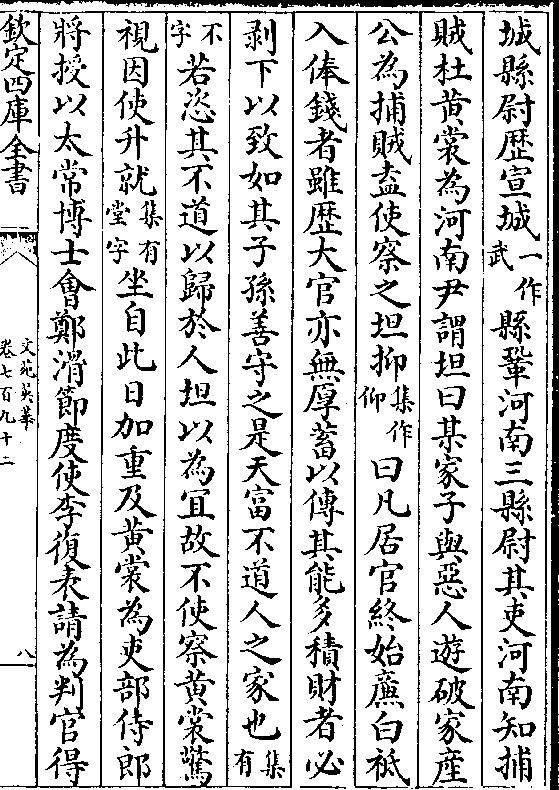 城縣尉歴宣城一作武縣鞏河南三縣尉其吏河南知捕
賊杜黄裳為河南尹謂坦曰某家子與惡人遊破家產
公為捕賊盍使察之坦抑集作仰曰凡居官終始廉白祗
入俸錢者雖歴大官亦無厚蓄以傳其能多積財者必
剥下以致如其子孫善守之是天富不道人之家也集有
不字若恣其不道以歸於人坦以為宜故不使察黄裳驚
視因使升就集有堂字坐自此日加重及黄裳為吏部侍郎
將授以太常博士會鄭滑節度使李復表請為判官得
欽定四庫全書
文苑英華
卷七百九十二
八